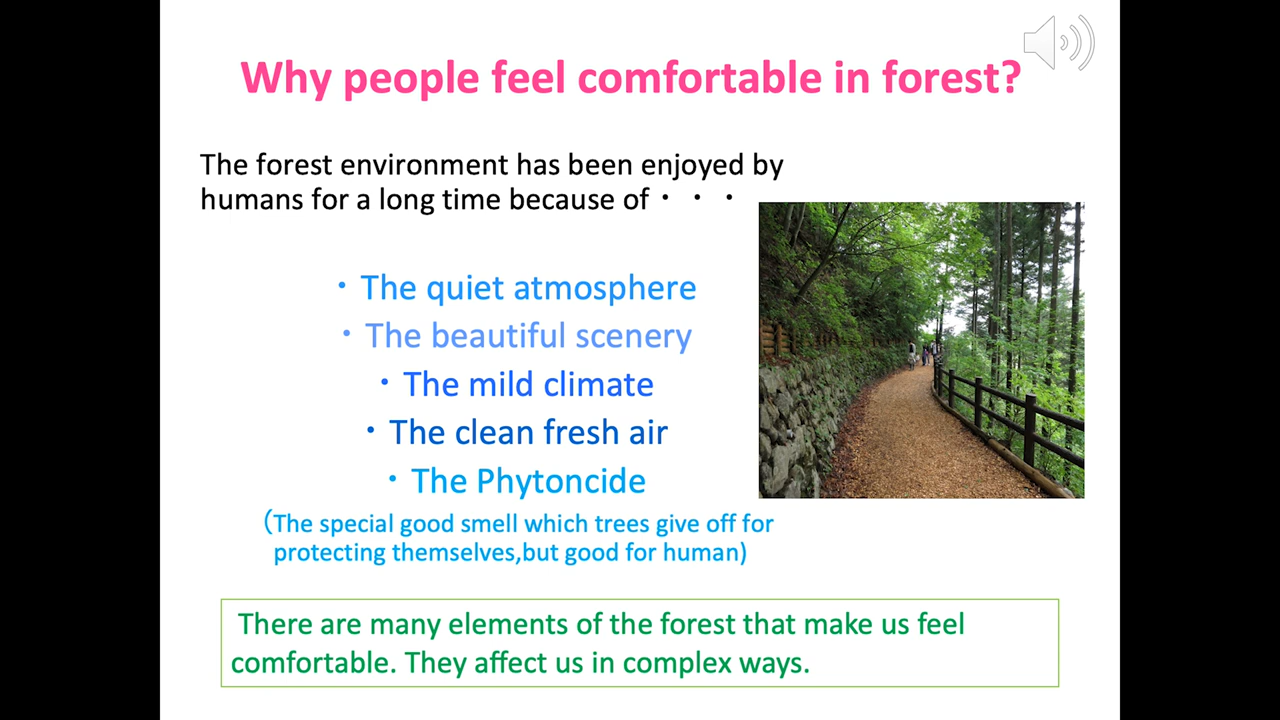 Why people feel comfortable in forest?
The forest environment has been enjoyed by
humans for a long time because of・・・
・The quiet atmosphere
・The beautiful scenery
・The mild climate
・The clean fresh air
・The Phytoncide
（The special good smell which trees give off for
protecting themselves,but good for human)
There are many elements of the forest that make us feel
comfortable. They affect us in complex ways.